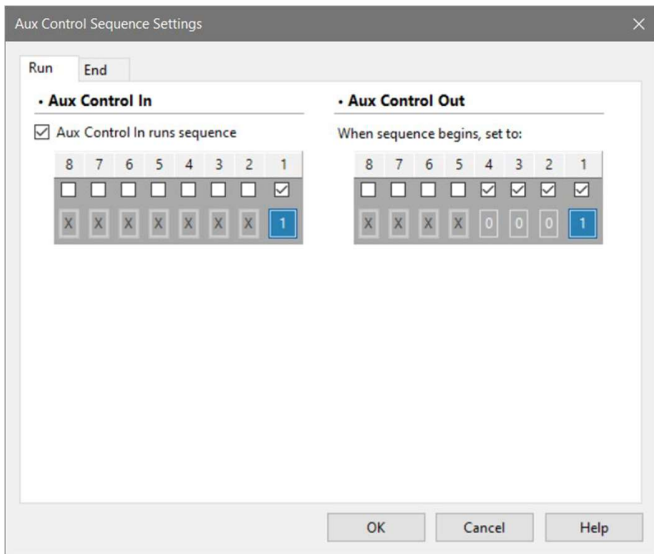 Aux Control Sequence Settings
Run End
• Aux Control In
Aux Control In runs sequence
8 7 6 5 4 3 2 1
X X X X X X X 1
• Aux Control Out
When sequence begins, set to:
8 7 6 5 4 3 2 1
X X X X 0 0 0 1
OK Cancel Help